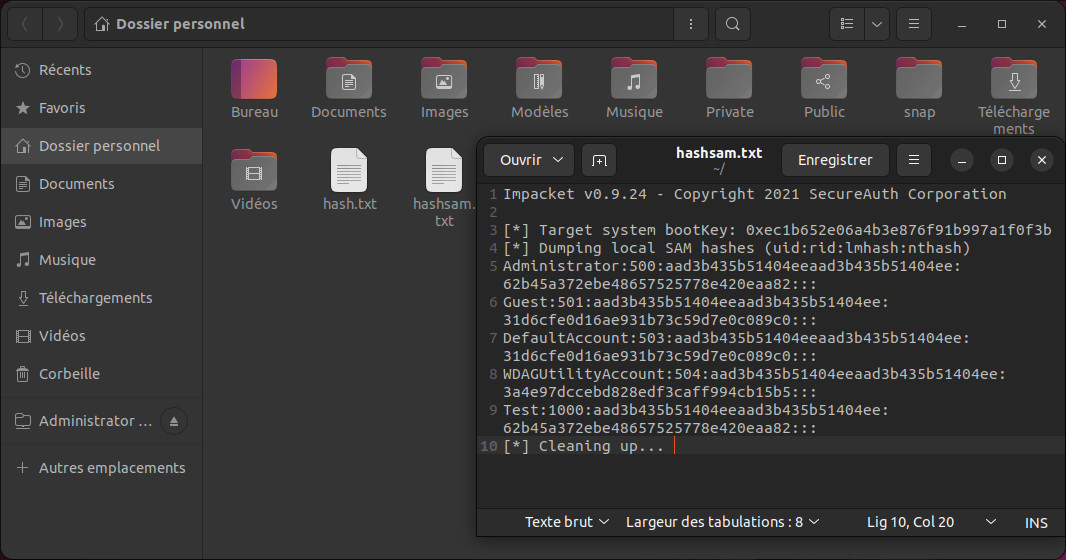 Dossier personnel
Récents
Favoris
Dossier personnel
Documents
Images
Musique
Téléchargements
Vidéos
Corbeille
Administrator ...
Autres emplacements
Bureau
Documents
Images
Modèles
Musique
Private
Public
snap
Télécharge
ments
Vidéos
hash.txt
hashsam.
txt
Ouvrir
hashsam.txt
~/
Enregistrer
1 Impacket v0.9.24 - Copyright 2021 SecureAuth Corporation
2
3 [*] Target system bootKey: 0xec1b652e06a4b3e876f91b997a1f0f3b
4 [*] Dumping local SAM hashes (uid:rid:lmhash:nthash)
5 Administrator:500:aad3b435b51404eeaad3b435b51404ee:
62b45a372ebe48657525778e420eaa82:::
6 Guest:501:aad3b435b51404eeaad3b435b51404ee:
31d6cfe0d16ae931b73c59d7e0c089c0:::
7 DefaultAccount:503:aad3b435b51404eeaad3b435b51404ee:
31d6cfe0d16ae931b73c59d7e0c089c0:::
8 WDAGUtilityAccount:504:aad3b435b51404eeaad3b435b51404ee:
3a4e97dccebd828edf3caff994cb15b5:::
9 Test:1000:aad3b435b51404eeaad3b435b51404ee:
62b45a372ebe48657525778e420eaa82:::
10 [*] Cleaning up...
Texte brut
Largeur des tabulations : 8
Lig 10, Col 20
INS